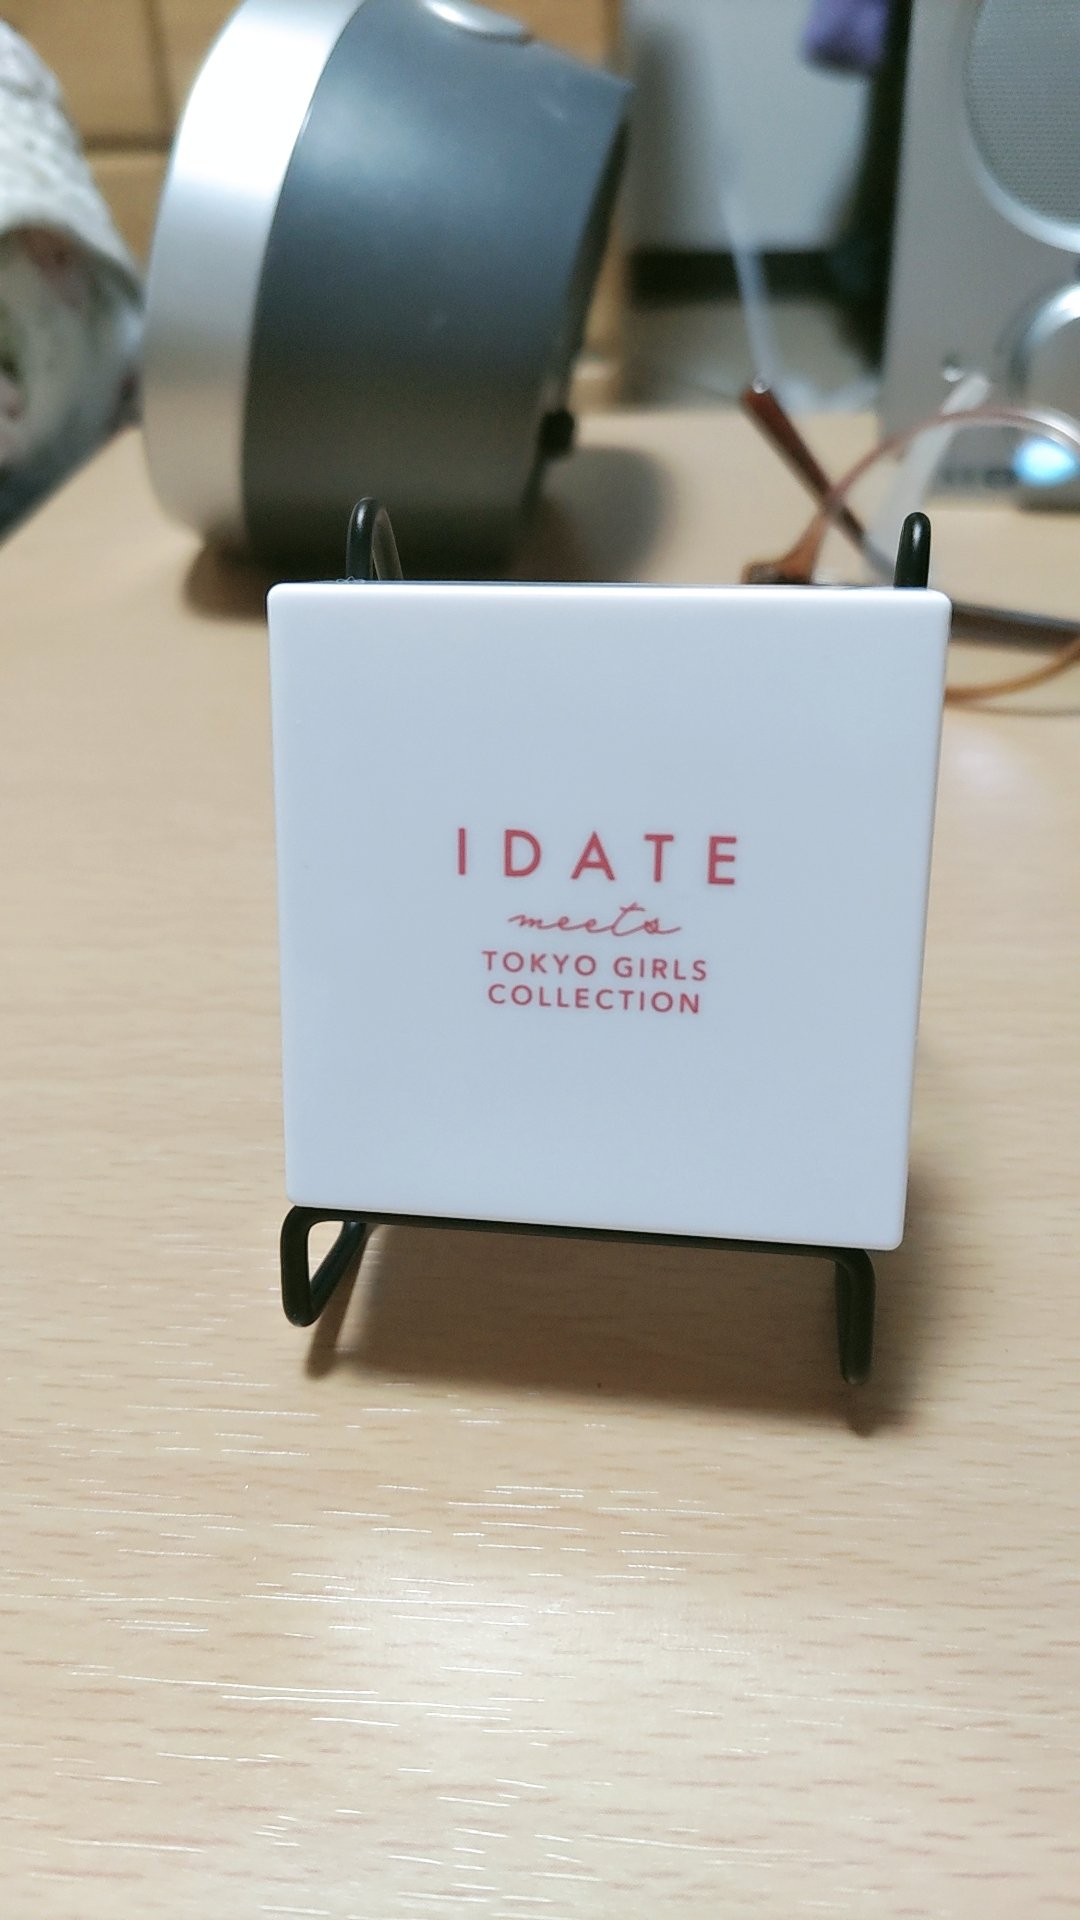 IDATE
meets
TOKYO GIRLS
COLLECTION